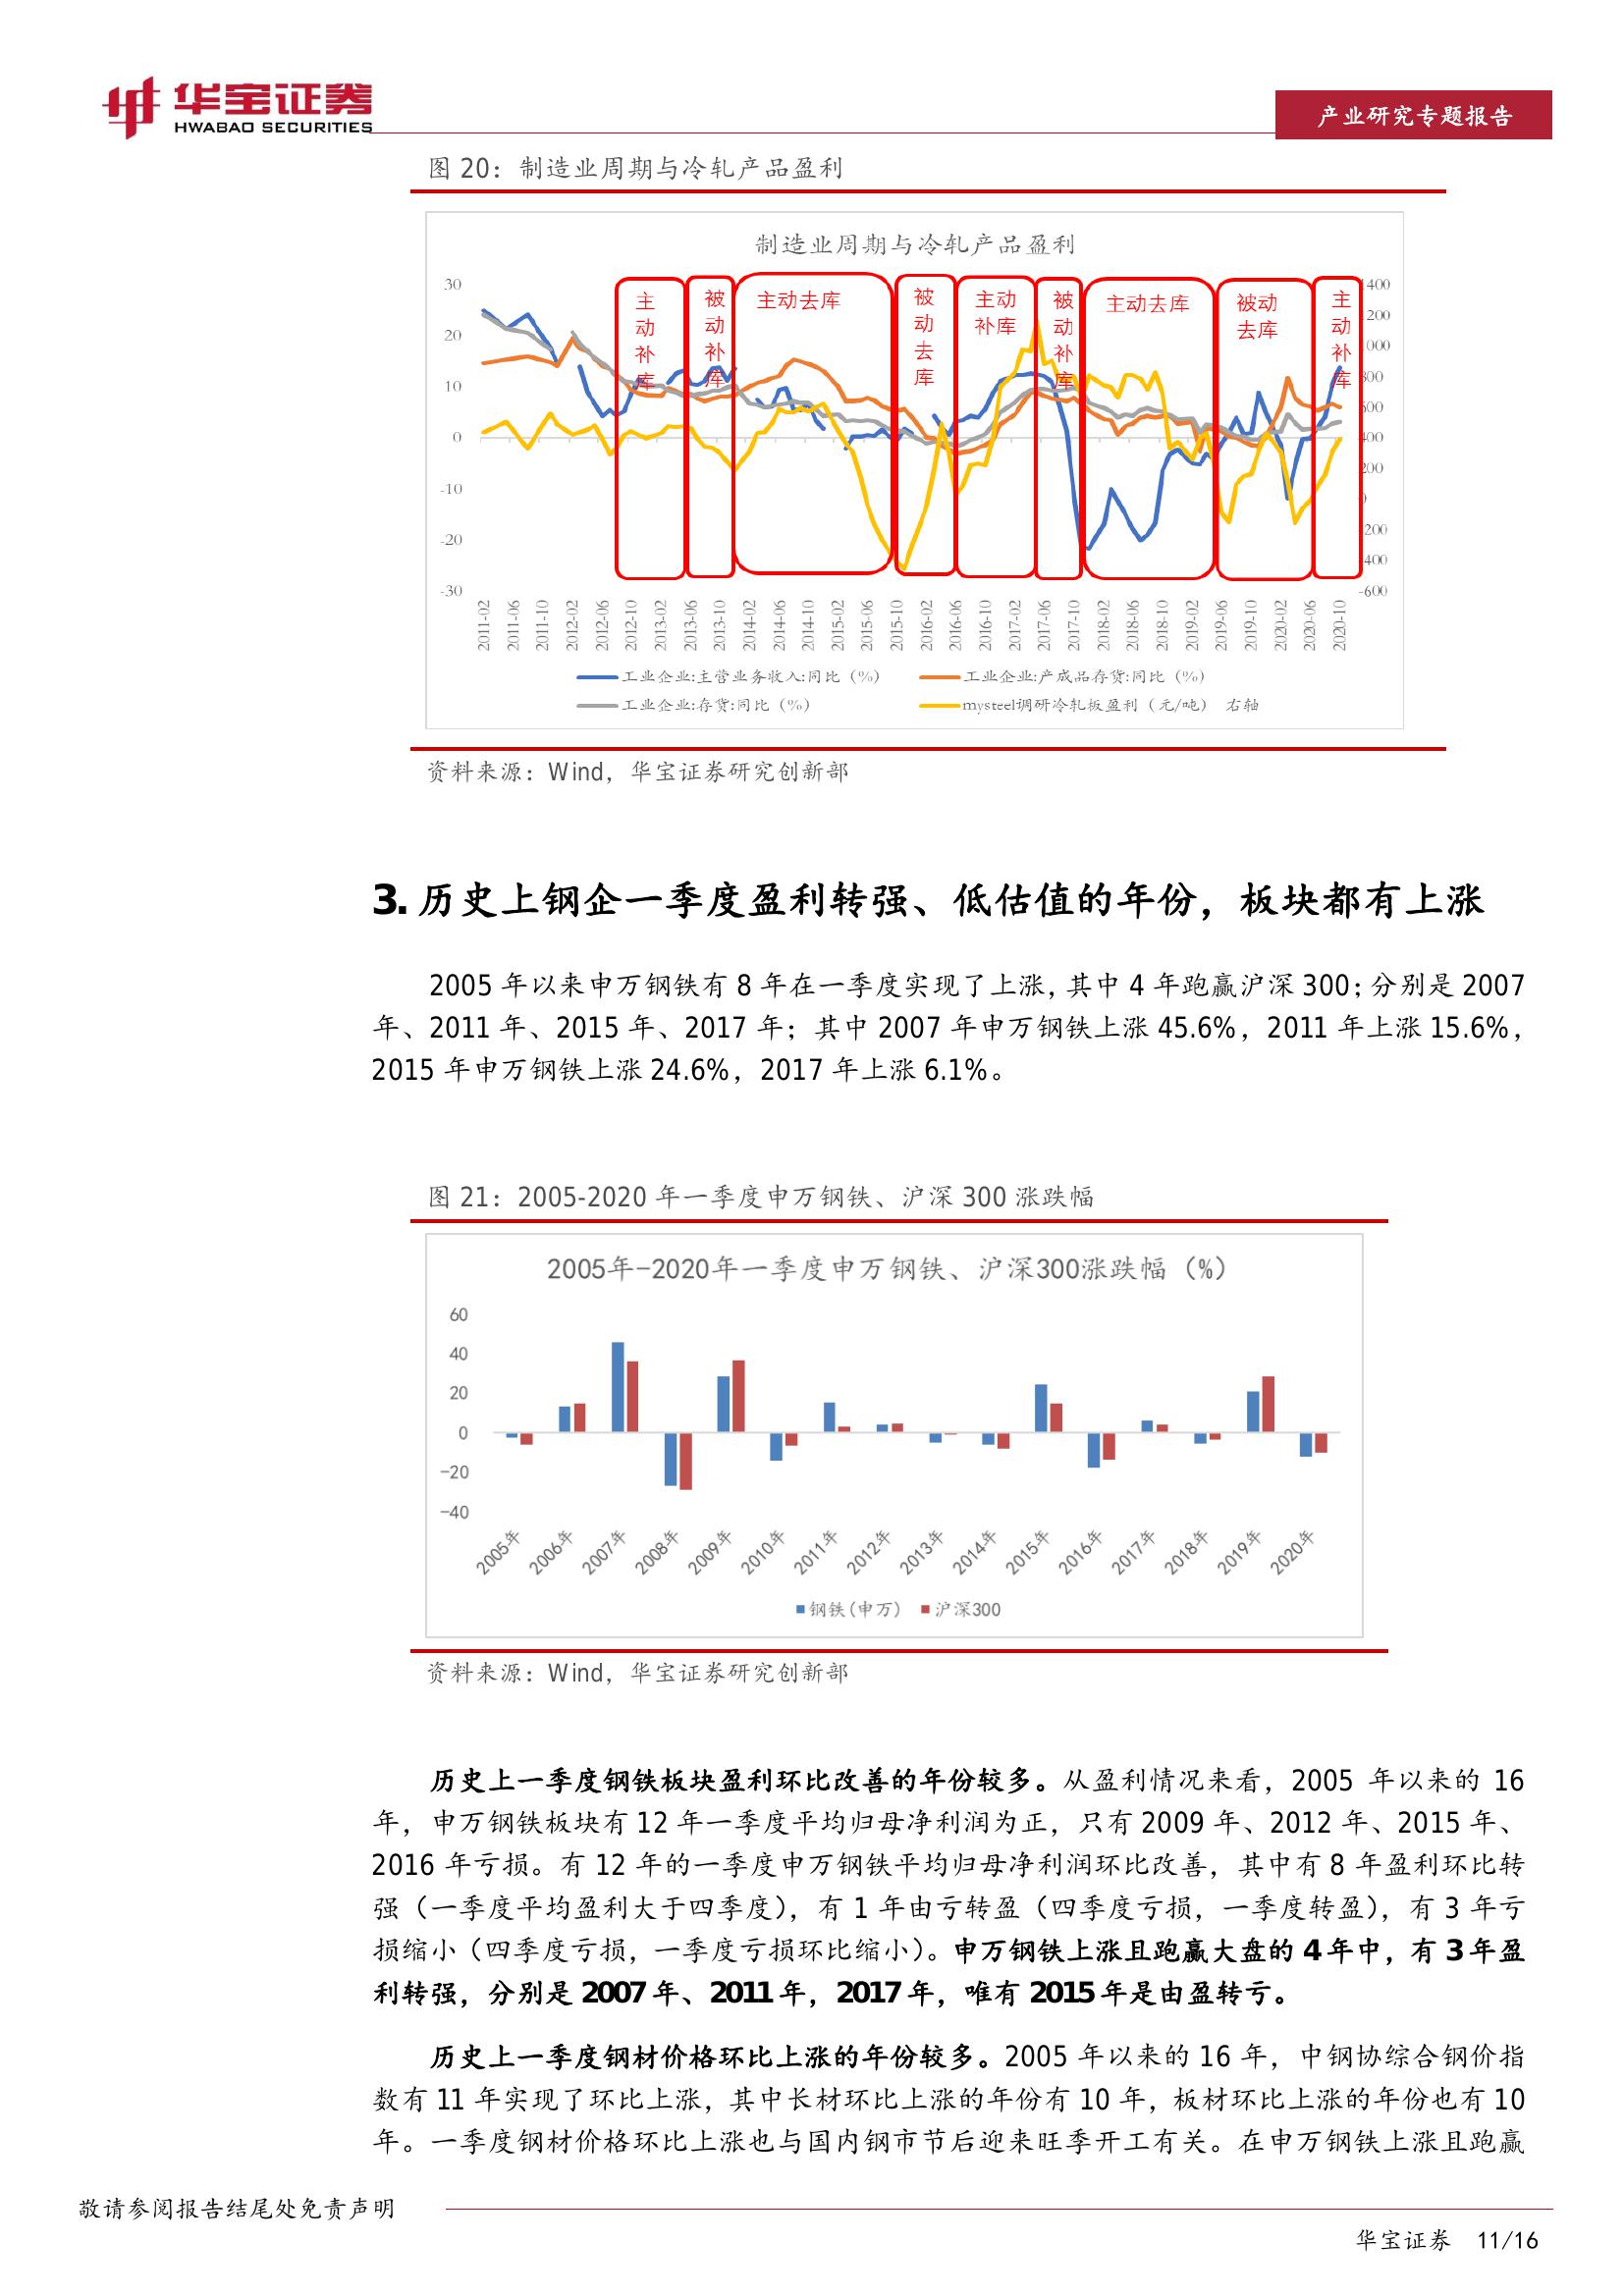 华宝证券
HWABAO SECURITIES
产业研究专题报告
图 20：制造业周期与冷轧产品盈利
制造业周期与冷轧产品盈利
30
20
10
0
-10
-20
-30
主动补库
被动补库
主动去库
被动去库
主动补库
被动补库
主动去库
被动去库
主动补库
400
200
000
800
600
400
200
0
200
400
-600
2011-02
2011-06
2011-10
2012-02
2012-06
2012-10
2013-02
2013-06
2013-10
2014-02
2014-06
2014-10
2015-02
2015-06
2015-10
2016-02
2016-06
2016-10
2017-02
2017-06
2017-10
2018-02
2018-06
2018-10
2019-02
2019-06
2019-10
2020-02
2020-06
2020-10
工业企业:主营业务收入:同比（%）
工业企业:产成品存货:同比（%）
工业企业:存货:同比（%）
mysteel调研冷轧板盈利（元/吨） 右轴
资料来源：Wind，华宝证券研究创新部
3. 历史上钢企一季度盈利转强、低估值的年份，板块都有上涨
2005 年以来申万钢铁有 8 年在一季度实现了上涨，其中 4 年跑赢沪深 300；分别是 2007
年、2011 年、2015 年、2017 年；其中 2007 年申万钢铁上涨 45.6%，2011 年上涨 15.6%，
2015 年申万钢铁上涨 24.6%，2017 年上涨 6.1%。
图 21：2005-2020 年一季度申万钢铁、沪深 300 涨跌幅
2005年-2020年一季度申万钢铁、沪深300涨跌幅（%）
60
40
20
0
-20
-40
2005年
2006年
2007年
2008年
2009年
2010年
2011年
2012年
2013年
2014年
2015年
2016年
2017年
2018年
2019年
2020年
钢铁(申万)
沪深300
资料来源：Wind，华宝证券研究创新部
历史上一季度钢铁板块盈利环比改善的年份较多。从盈利情况来看，2005 年以来的 16
年，申万钢铁板块有 12 年一季度平均归母净利润为正，只有 2009 年、2012 年、2015 年、
2016 年亏损。有 12 年的一季度申万钢铁平均归母净利润环比改善，其中有 8 年盈利环比转
强（一季度平均盈利大于四季度），有 1 年由亏转盈（四季度亏损，一季度转盈），有 3 年亏
损缩小（四季度亏损，一季度亏损环比缩小）。申万钢铁上涨且跑赢大盘的 4 年中，有 3 年盈
利转强，分别是 2007 年、2011 年，2017 年，唯有 2015 年是由盈转亏。
历史上一季度钢材价格环比上涨的年份较多。2005 年以来的 16 年，中钢协综合钢价指
数有 11 年实现了环比上涨，其中长材环比上涨的年份有 10 年，板材环比上涨的年份也有 10
年。一季度钢材价格环比上涨也与国内钢市节后迎来旺季开工有关。在申万钢铁上涨且跑赢
敬请参阅报告结尾处免责声明
华宝证券 11/16